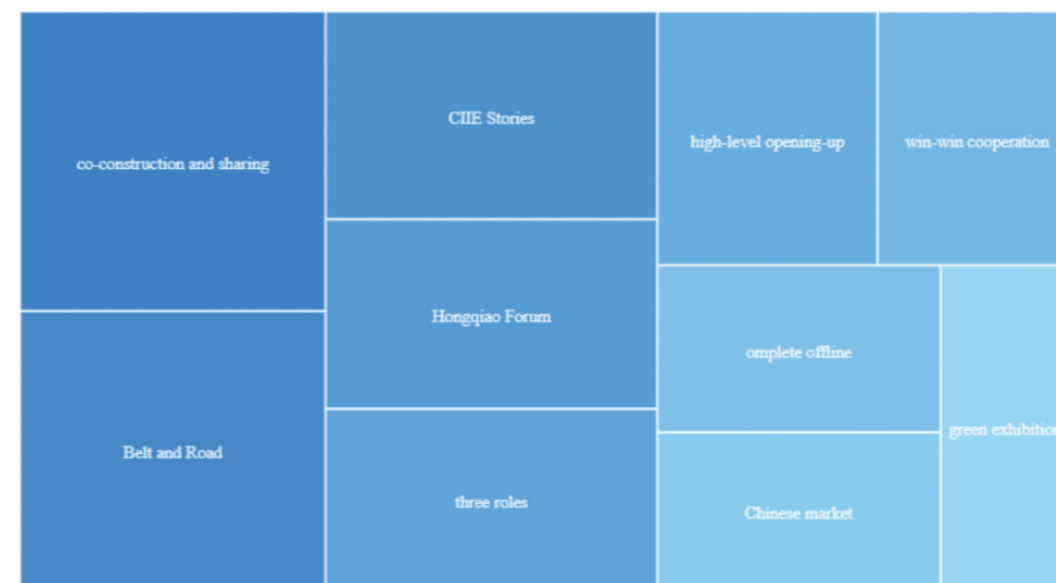 co-construction and sharing
Belt and Road
CIIE Stories
Hongqiao Forum
three roles
high-level opening-up
win-win cooperation
omplete offline
Chinese market
green exhibition